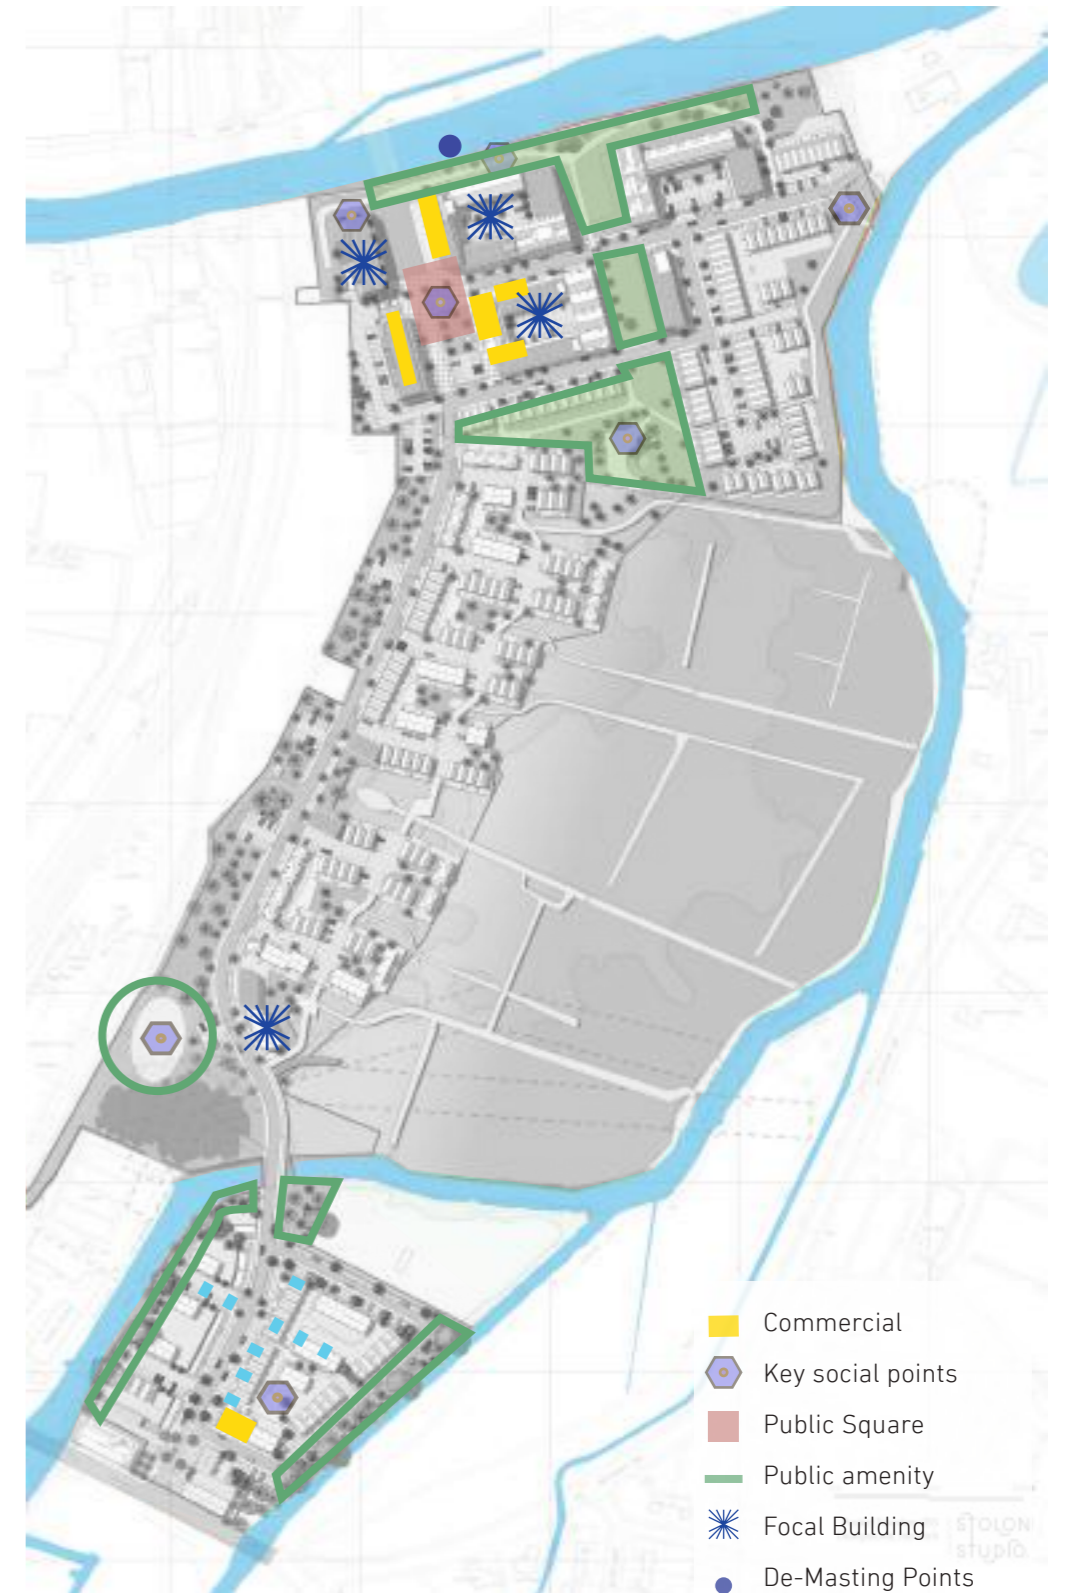 Commercial
Key social points
Public Square
Public amenity
Focal Building
De-Masting Points
STOLON
STUDIO